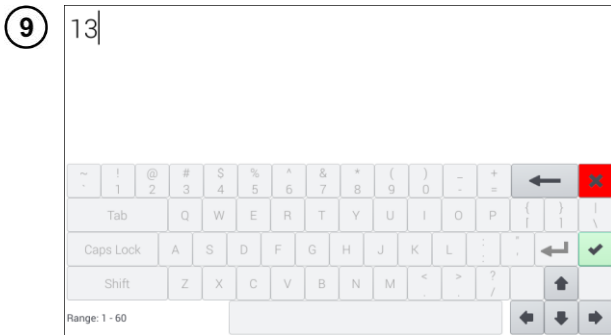 9
13
~ ! @ # $ % ^ & * ( ) _ +
` 1 2 3 4 5 6 7 8 9 0 - =
Tab Q W E R T Y U I O P { } |
[ ] \
Caps Lock A S D F G H J K L : "
; '
Shift Z X C V B N M < > ?
, . /
Range: 1 - 60